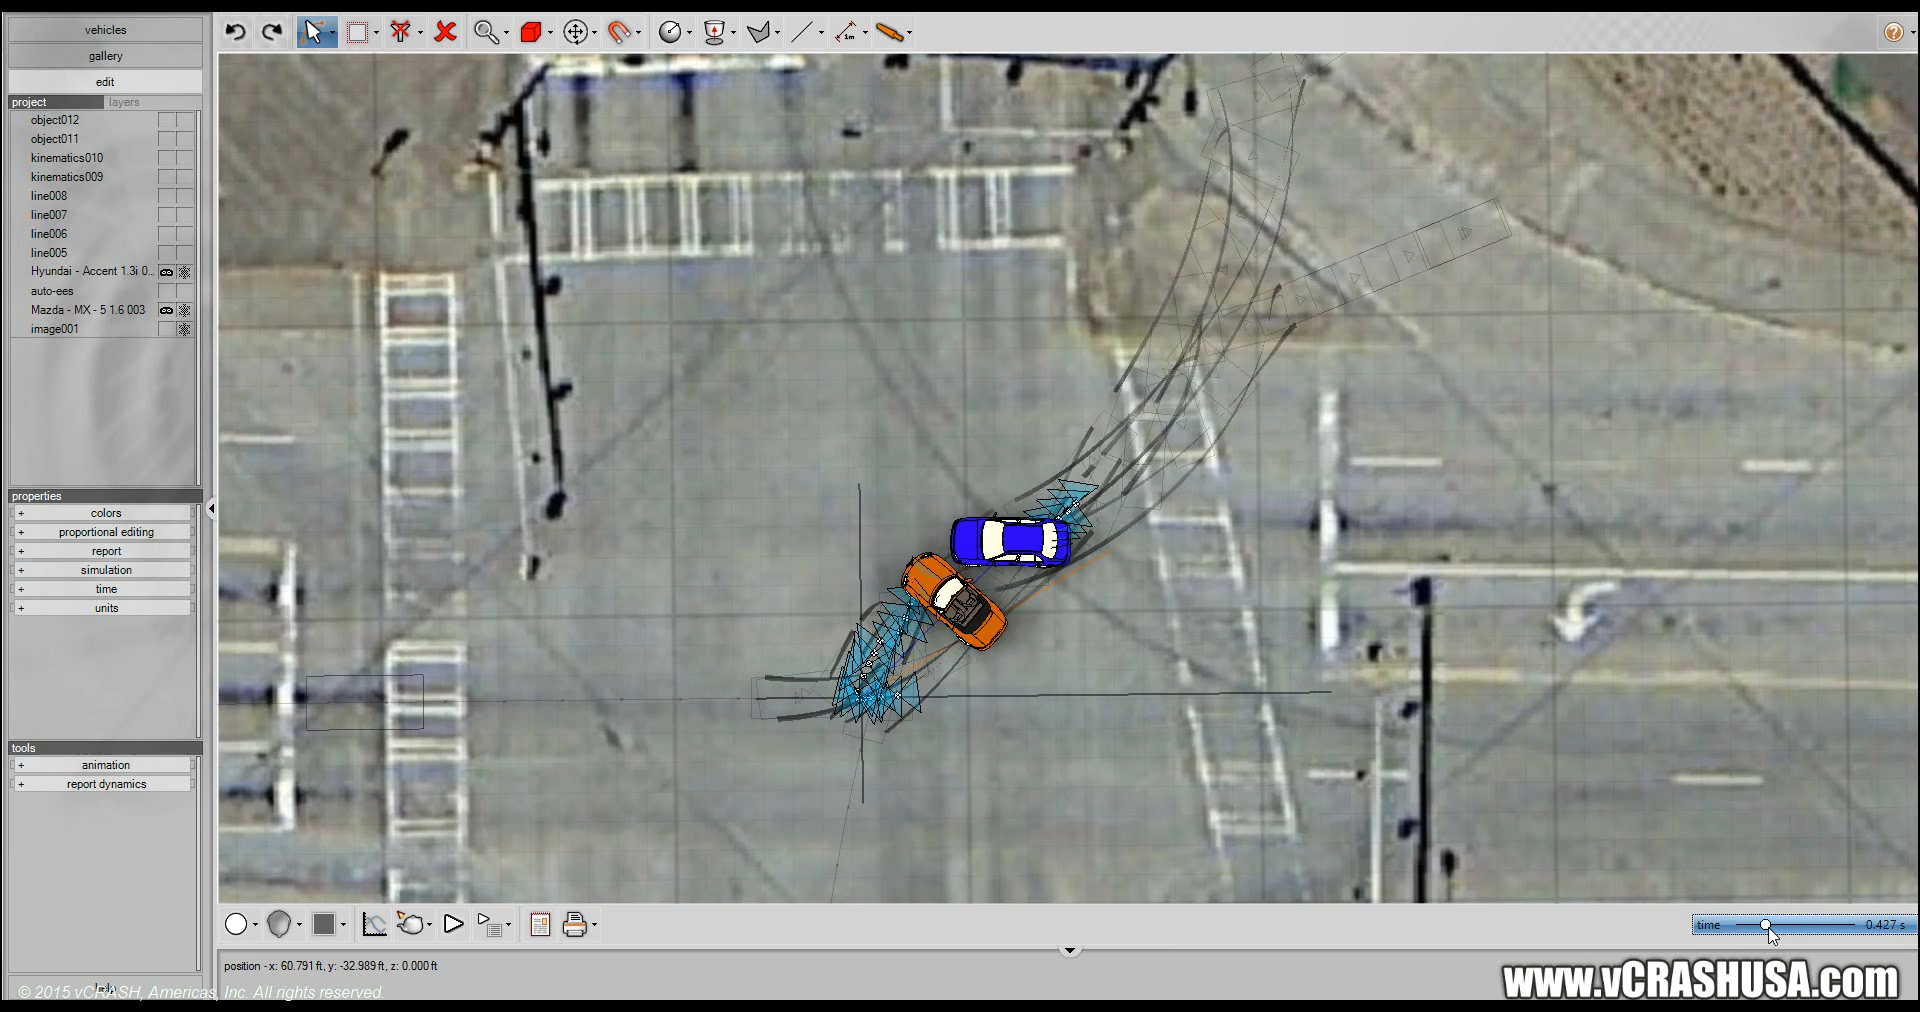 vehicles
gallery
edit
project layers
object012
object011
kinematics010
kinematics009
line008
line007
line006
line005
Hyundai - Accent 1.3i 0...
auto-ees
Mazda - MX - 5 1.6 003
image001
properties
+ colors
+ proportional editing
+ report
+ simulation
+ time
+ units
tools
+ animation
+ report dynamics
help
1m
?
time 0.427 s
position - x: 60.791 ft, y: -32.989 ft, z: 0.000 ft
© 2015 vCRASH, Americas, Inc. All rights reserved.
www.vCRASHUSA.com